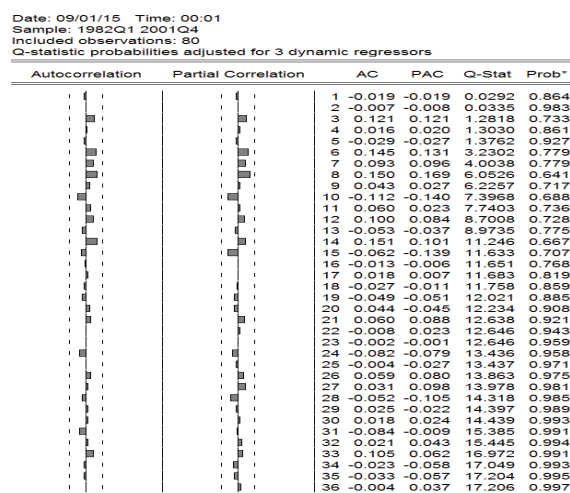 Date: 09/01/15 Time: 00:01
Sample: 1982Q1 2001Q4
Included observations: 80
Q-statistic probabilities adjusted for 3 dynamic regressors
Autocorrelation Partial Correlation AC PAC Q-Stat Prob*
1 -0.019 -0.019 0.0292 0.864
2 -0.007 -0.008 0.0335 0.983
3 0.121 0.121 1.2818 0.733
4 0.016 0.020 1.3030 0.861
5 -0.029 -0.027 1.3762 0.927
6 0.145 0.131 3.2302 0.779
7 0.093 0.096 4.0038 0.779
8 0.150 0.169 6.0526 0.641
9 0.043 0.027 6.2257 0.717
10 -0.112 -0.140 7.3968 0.688
11 0.060 0.023 7.7403 0.736
12 0.100 0.084 8.7008 0.728
13 -0.053 -0.037 8.9735 0.775
14 0.151 0.101 11.246 0.667
15 -0.062 -0.139 11.633 0.707
16 -0.013 -0.006 11.651 0.768
17 0.018 0.007 11.683 0.819
18 -0.027 -0.011 11.758 0.859
19 -0.049 -0.051 12.021 0.885
20 0.044 -0.045 12.234 0.908
21 0.060 0.088 12.638 0.921
22 -0.008 0.023 12.646 0.943
23 -0.002 -0.001 12.646 0.959
24 -0.082 -0.079 13.436 0.958
25 -0.004 -0.027 13.437 0.971
26 0.059 0.080 13.863 0.975
27 0.031 0.098 13.978 0.981
28 -0.052 -0.105 14.318 0.985
29 0.025 -0.022 14.397 0.989
30 0.018 0.024 14.439 0.993
31 -0.084 -0.009 15.385 0.991
32 0.021 0.043 15.445 0.994
33 0.105 0.062 16.972 0.991
34 -0.023 -0.058 17.049 0.993
35 -0.033 -0.057 17.204 0.995
36 -0.004 0.037 17.206 0.997